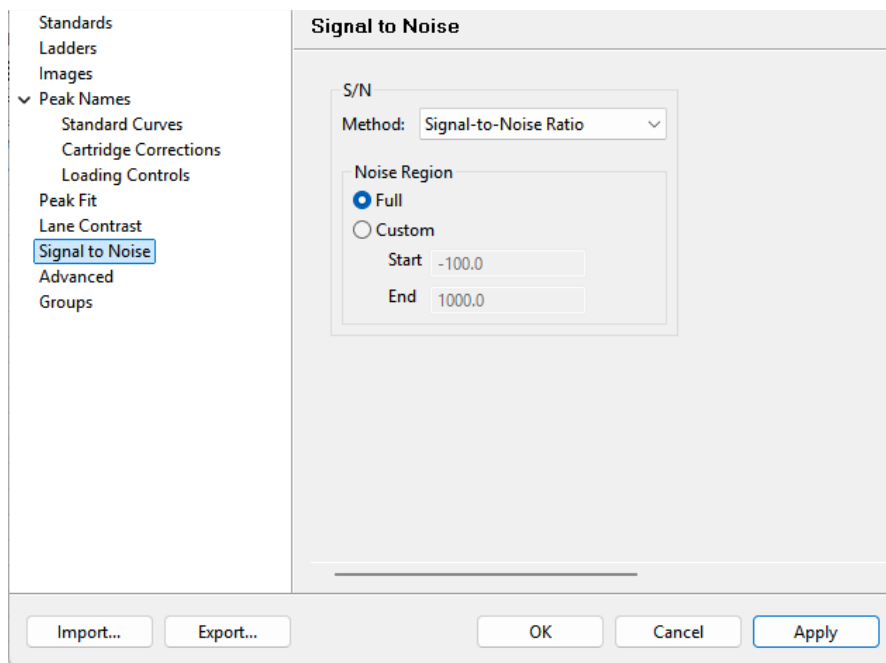 Standards
Ladders
Images
Peak Names
Standard Curves
Cartridge Corrections
Loading Controls
Peak Fit
Lane Contrast
Signal to Noise
Advanced
Groups
Signal to Noise
S/N
Method: Signal-to-Noise Ratio
Noise Region
Full
Custom
Start -100.0
End 1000.0
Import... Export... OK Cancel Apply